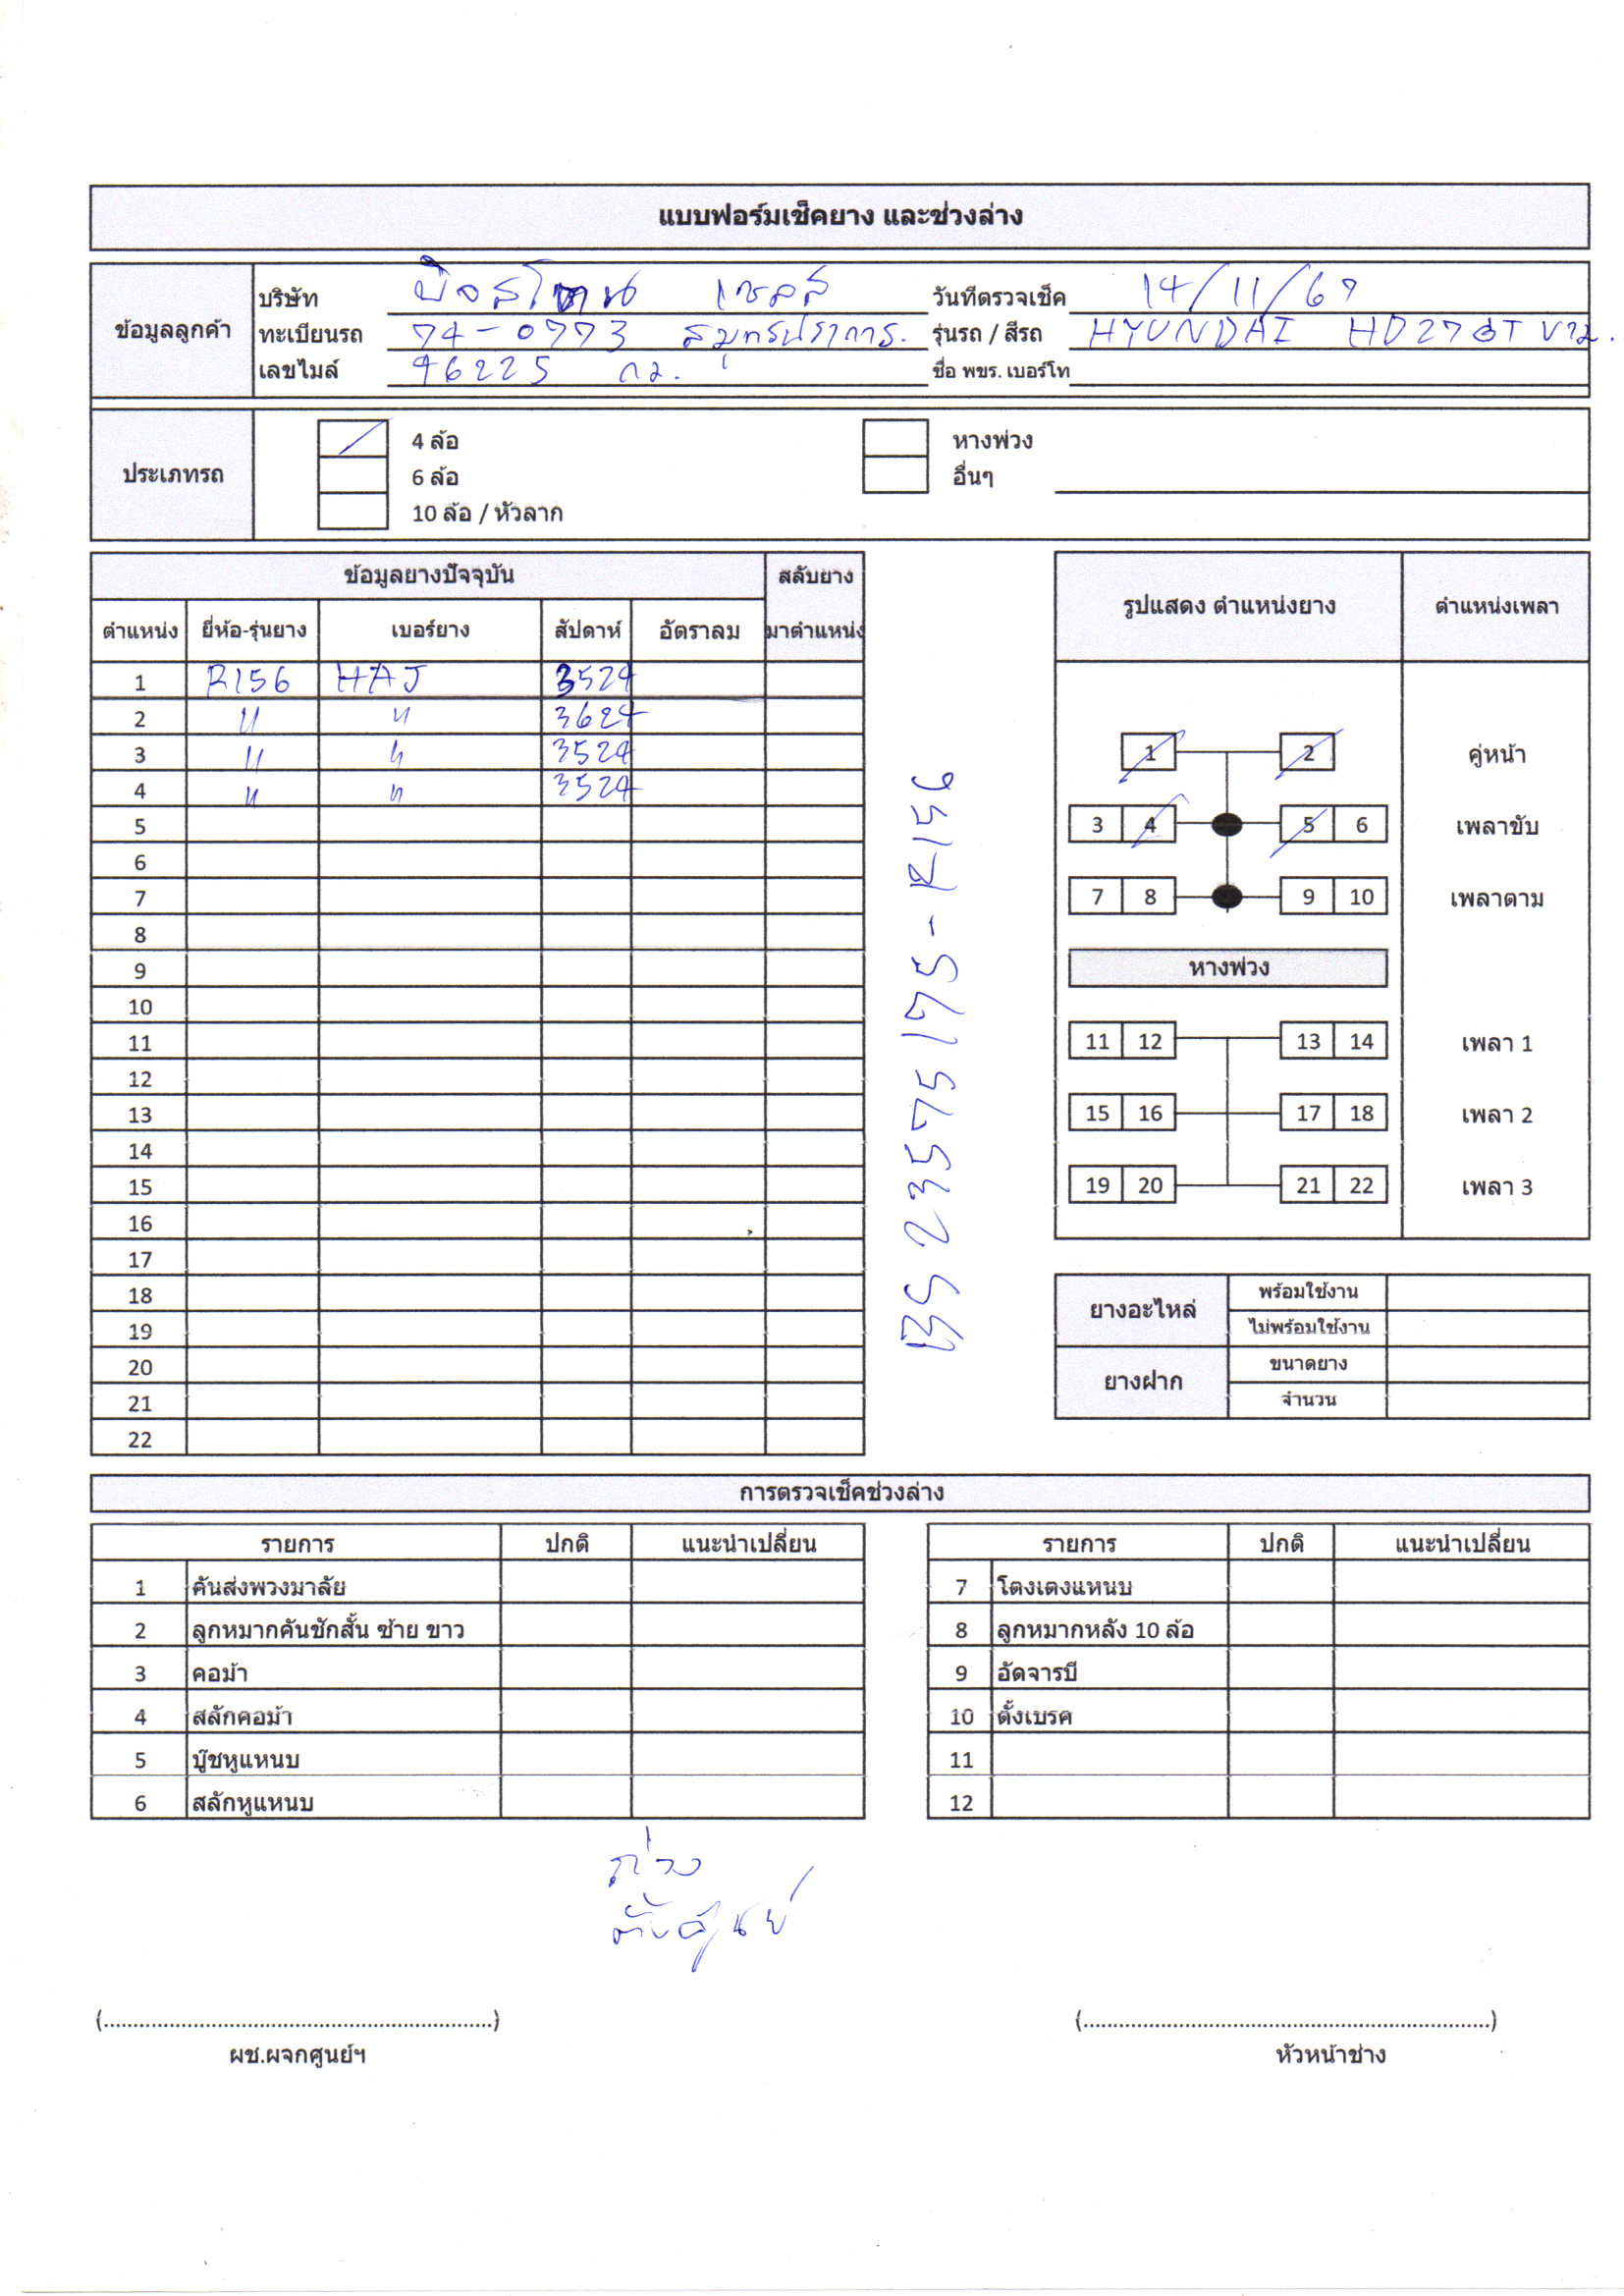 แบบฟอร์มเช็คยาง และช่วงล่าง
ข้อมูลลูกค้า
บริษัท บิจสโตน เซลส์ วันที่ตรวจเช็ค 14/11/67
ทะเบียนรถ 74-0773 สมุทรปราการ. รุ่นรถ / สีรถ HYUNDAI HD270T
เลขไมล์ 46225 กม. ชื่อ พขร. เบอร์โท
ประเภทรถ
4 ล้อ หางพ่วง
6 ล้อ อื่นๆ
10 ล้อ / หัวลาก
ข้อมูลยางปัจจุบัน สลับยาง
ตำแหน่ง ยี่ห้อ-รุ่นยาง เบอร์ยาง สัปดาห์ อัตราลม มาตำแหน่ง
1 R156 HAJ 3524
2 " " 3624
3 " " 3524
4 " " 3524
5
6
7
8
9
10
11
12
13
14
15
16
17
18
19
20
21
22
BS 23575175-R156
รูปแสดง ตำแหน่งยาง ตำแหน่งเพลา
1 2 คู่หน้า
3 4 5 6 เพลาขับ
7 8 9 10 เพลาตาม
หางพ่วง
11 12 13 14 เพลา 1
15 16 17 18 เพลา 2
19 20 21 22 เพลา 3
ยางอะไหล่ พร้อมใช้งาน
ไม่พร้อมใช้งาน
ยางฝาก ขนาดยาง
จำนวน
การตรวจเช็คช่วงล่าง
รายการ ปกติ แนะนำเปลี่ยน รายการ ปกติ แนะนำเปลี่ยน
1 คันส่งพวงมาลัย 7 โตงเตงแหนบ
2 ลูกหมากคันชักสั้น ซ้าย ขาว 8 ลูกหมากหลัง 10 ล้อ
3 คอม้า 9 อัดจารบี
4 สลักคอม้า 10 ตั้งเบรค
5 บู๊ชหูแหนบ 11
6 สลักหูแหนบ 12
ถ่วง
ตั้งศูนย์
(................................................................) (...................................................................)
ผช.ผจกศูนย์ฯ หัวหน้าช่าง